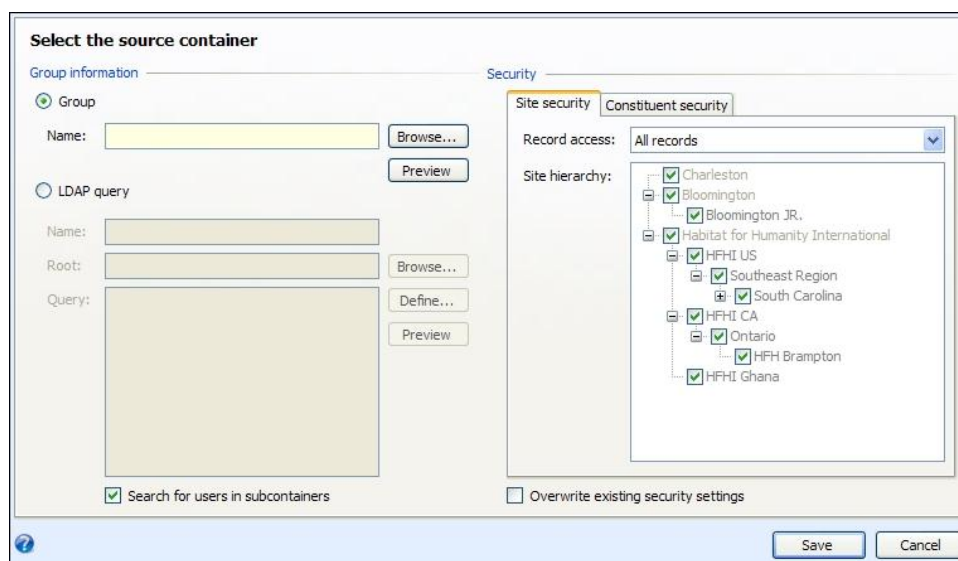 Select the source container
Group information
Group
Name:
Browse...
Preview
LDAP query
Name:
Root:
Browse...
Query:
Define...
Preview
Search for users in subcontainers
Security
Site security
Constituent security
Record access:
All records
Site hierarchy:
Charleston
Bloomington
Bloomington JR.
Habitat for Humanity International
HFHI US
Southeast Region
South Carolina
HFHI CA
Ontario
HFH Brampton
HFHI Ghana
Overwrite existing security settings
Save
Cancel